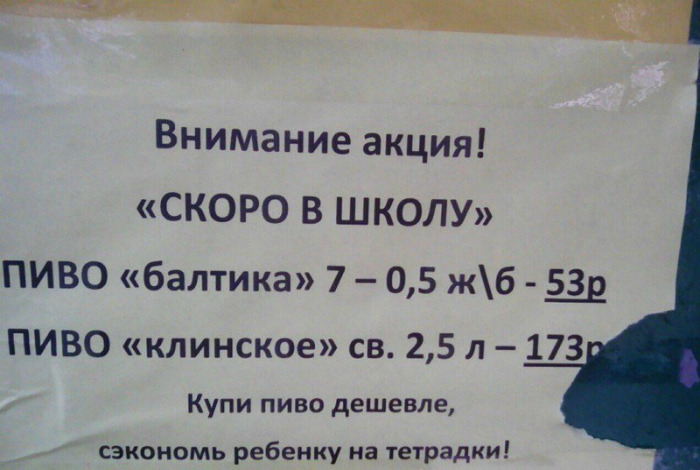 Внимание акция!
«СКОРО В ШКОЛУ»
ПИВО «балтика» 7 – 0,5 ж\б - 53р
ПИВО «клинское» св. 2,5 л – 173р
Купи пиво дешевле,
сэкономь ребенку на тетрадки!